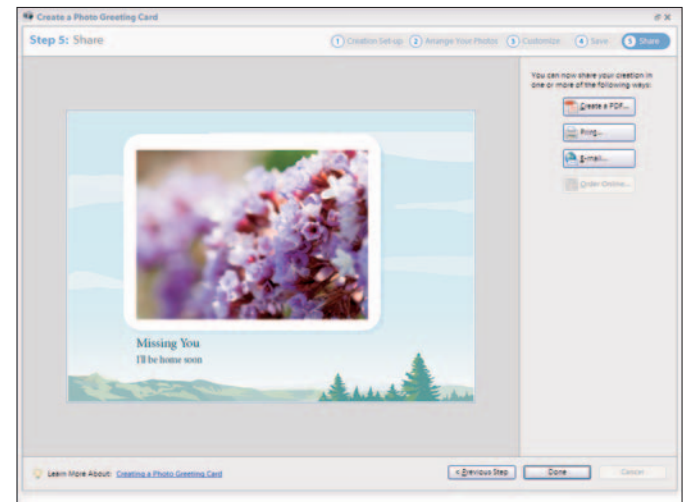 Create a Photo Greeting Card
Step 5: Share
1 Creation Set-up 2 Arrange Your Photos 3 Customize 4 Save 5 Share
You can now share your creation in
one or more of the following ways:
Create a PDF...
Print...
E-mail...
Order Online...
Missing You
I'll be home soon
Learn More About: Creating a Photo Greeting Card
< Previous Step Done Cancel